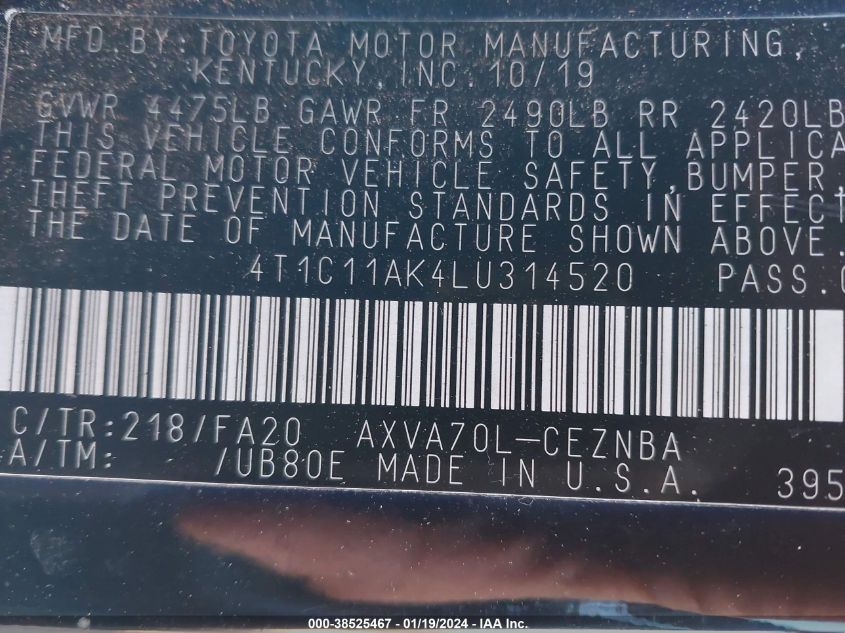 MFD. BY: TOYOTA MOTOR MANUFACTURING,
KENTUCKY, INC. 10/19
GVWR 4475LB GAWR FR 2490LB RR 2420LB
THIS VEHICLE CONFORMS TO ALL APPLICA
FEDERAL MOTOR VEHICLE SAFETY, BUMPER,
THEFT PREVENTION STANDARDS IN EFFECT
THE DATE OF MANUFACTURE SHOWN ABOVE.
4T1C11AK4LU314520 PASS.
C/TR:218/FA20 AXVA70L-CEZNBA
A/TM: /UB80E MADE IN U.S.A. 395
000-38525467 - 01/19/2024 - IAA Inc.